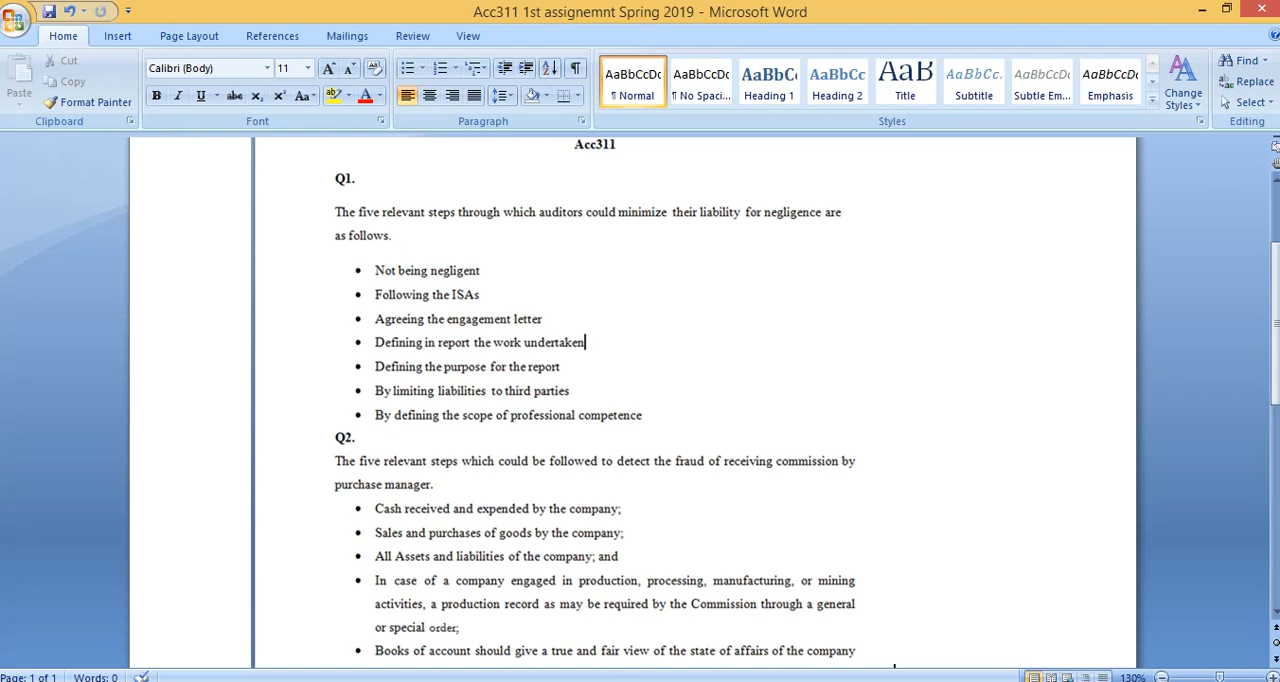 Acc311 1st assignemnt Spring 2019 - Microsoft Word
Home Insert Page Layout References Mailings Review View
Paste
Cut
Copy
Format Painter
Clipboard
Calibri (Body) 11
Font
Paragraph
AaBbCcDc AaBbCcDc AaBbCc AaBbCc AaB AaBbCc. AaBbCcDc AaBbCcDc
¶ Normal ¶ No Spaci... Heading 1 Heading 2 Title Subtitle Subtle Em... Emphasis
Change Styles
Styles
Find
Replace
Select
Editing
Acc311
Q1.
The five relevant steps through which auditors could minimize their liability for negligence are
as follows.
• Not being negligent
• Following the ISAs
• Agreeing the engagement letter
• Defining in report the work undertaken
• Defining the purpose for the report
• By limiting liabilities to third parties
• By defining the scope of professional competence
Q2.
The five relevant steps which could be followed to detect the fraud of receiving commission by
purchase manager.
• Cash received and expended by the company;
• Sales and purchases of goods by the company;
• All Assets and liabilities of the company; and
• In case of a company engaged in production, processing, manufacturing, or mining
activities, a production record as may be required by the Commission through a general
or special order;
• Books of account should give a true and fair view of the state of affairs of the company
Page: 1 of 1 Words: 0 130%